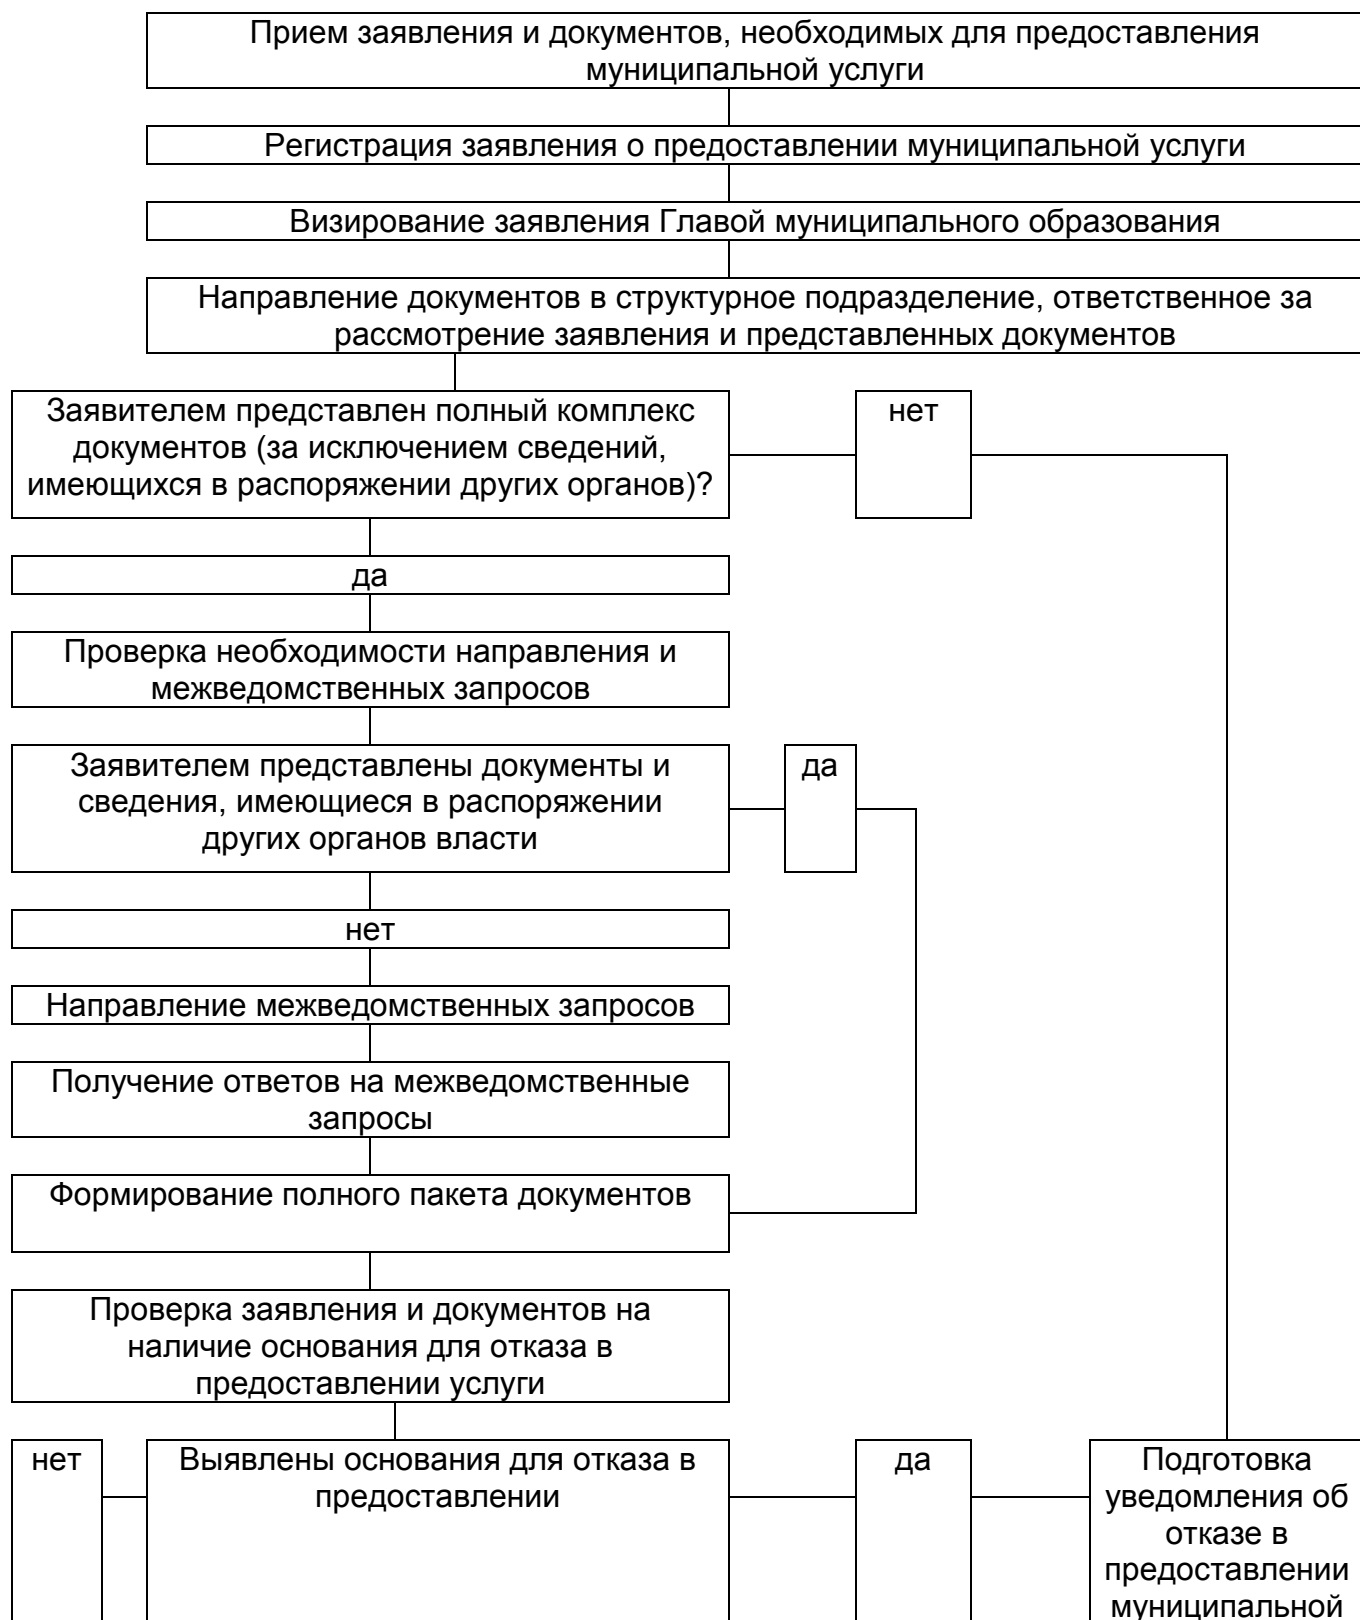 Прием заявления и документов, необходимых для предоставления
муниципальной услуги
Регистрация заявления о предоставлении муниципальной услуги
Визирование заявления Главой муниципального образования
Направление документов в структурное подразделение, ответственное за
рассмотрение заявления и представленных документов
Заявителем представлен полный комплекс
документов (за исключением сведений,
имеющихся в распоряжении других органов)?
нет
да
Проверка необходимости направления и
межведомственных запросов
Заявителем представлены документы и
сведения, имеющиеся в распоряжении
других органов власти
да
нет
Направление межведомственных запросов
Получение ответов на межведомственные
запросы
Формирование полного пакета документов
Проверка заявления и документов на
наличие основания для отказа в
предоставлении услуги
нет
Выявлены основания для отказа в
предоставлении
да
Подготовка
уведомления об
отказе в
предоставлении
муниципальной